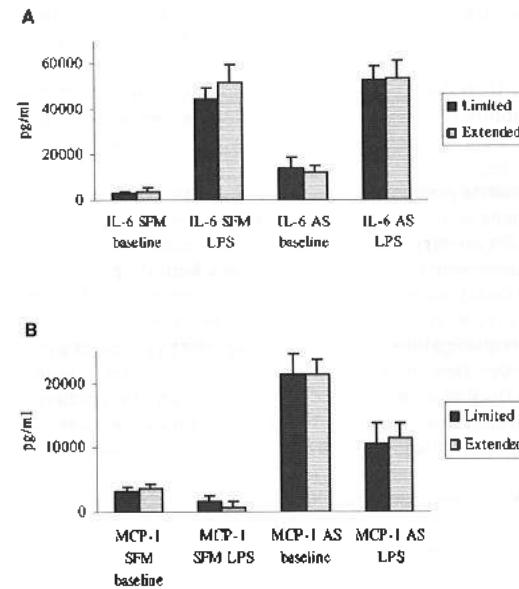 A
60000
40000
20000
0
pg/ml
IL-6 SFM baseline
IL-6 SFM LPS
IL-6 AS baseline
IL-6 AS LPS
Limited
Extended
B
20000
10000
0
pg/ml
MCP-1 SFM baseline
MCP-1 SFM LPS
MCP-1 AS baseline
MCP-1 AS LPS
Limited
Extended